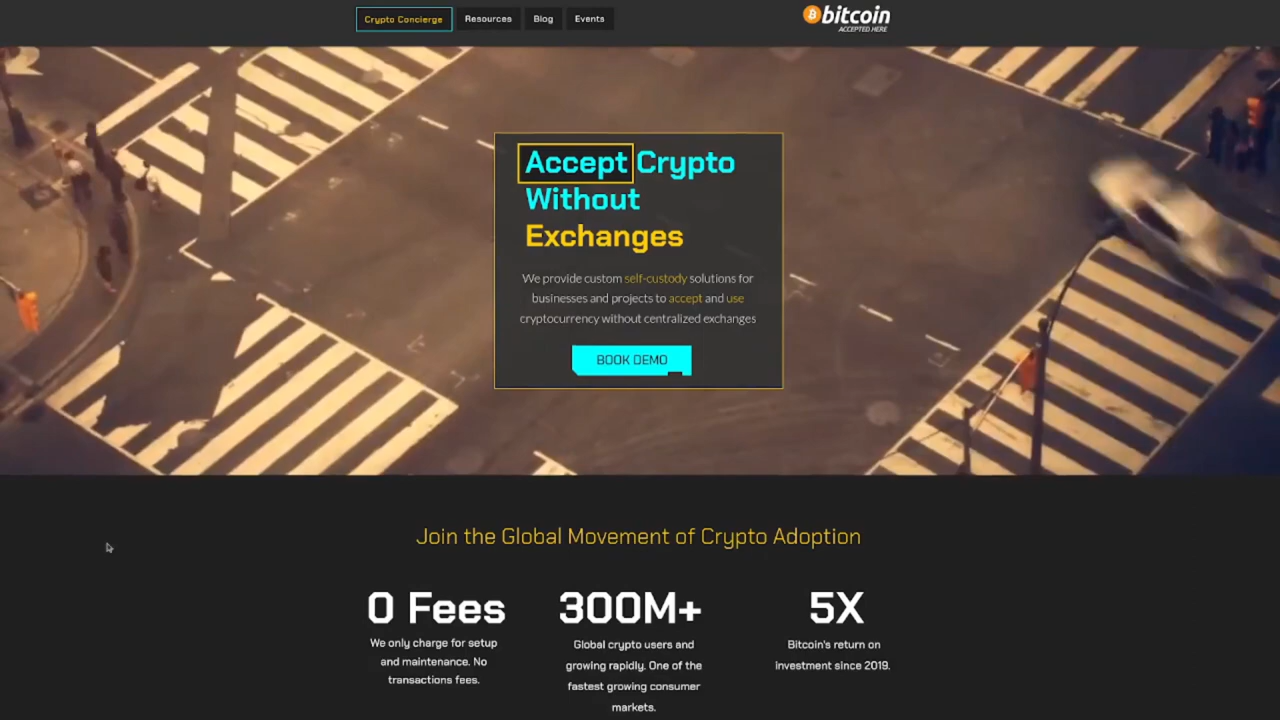 Crypto Concierge
Resources
Blog
Events
bitcoin
ACCEPTED HERE
Accept Crypto
Without
Exchanges
We provide custom self-custody solutions for
businesses and projects to accept and use
cryptocurrency without centralized exchanges
BOOK DEMO
Join the Global Movement of Crypto Adoption
0 Fees
We only charge for setup
and maintenance. No
transactions fees.
300M+
Global crypto users and
growing rapidly. One of the
fastest growing consumer
markets.
5X
Bitcoin's return on
investment since 2019.